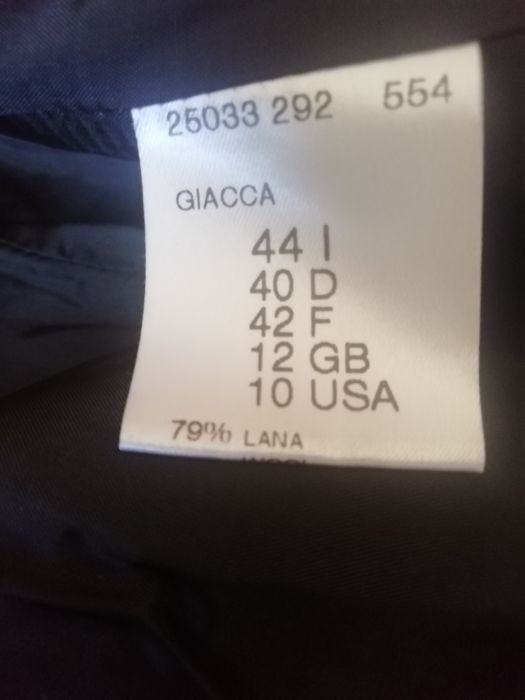 25033 292 554
GIACCA
44 I
40 D
42 F
12 GB
10 USA
79% LANA